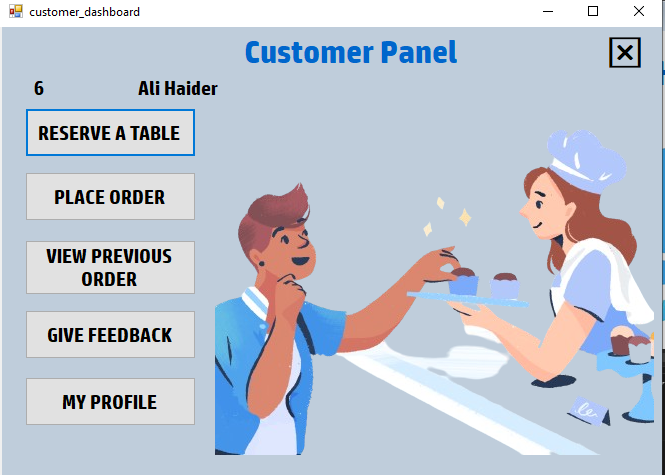 customer_dashboard
Customer Panel
6 Ali Haider
RESERVE A TABLE
PLACE ORDER
VIEW PREVIOUS
ORDER
GIVE FEEDBACK
MY PROFILE